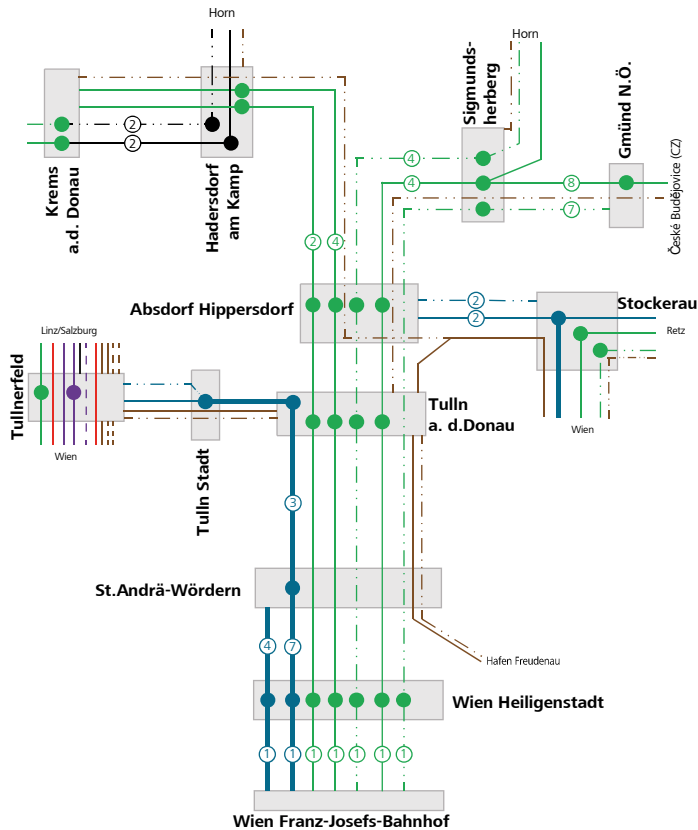 Horn
Horn
Sigmunds-
herberg
Gmünd N.Ö.
České Budějovice (CZ)
2
2
4
4
8
7
Krems
a.d. Donau
Hadersdorf
am Kamp
2
4
Absdorf Hippersdorf
2
2
Stockerau
Retz
Wien
Linz/Salzburg
Tullnerfeld
Wien
Tulln Stadt
Tulln
a. d.Donau
3
St.Andrä-Wördern
4
7
Hafen Freudenau
Wien Heiligenstadt
1
1
1
1
1
1
1
Wien Franz-Josefs-Bahnhof